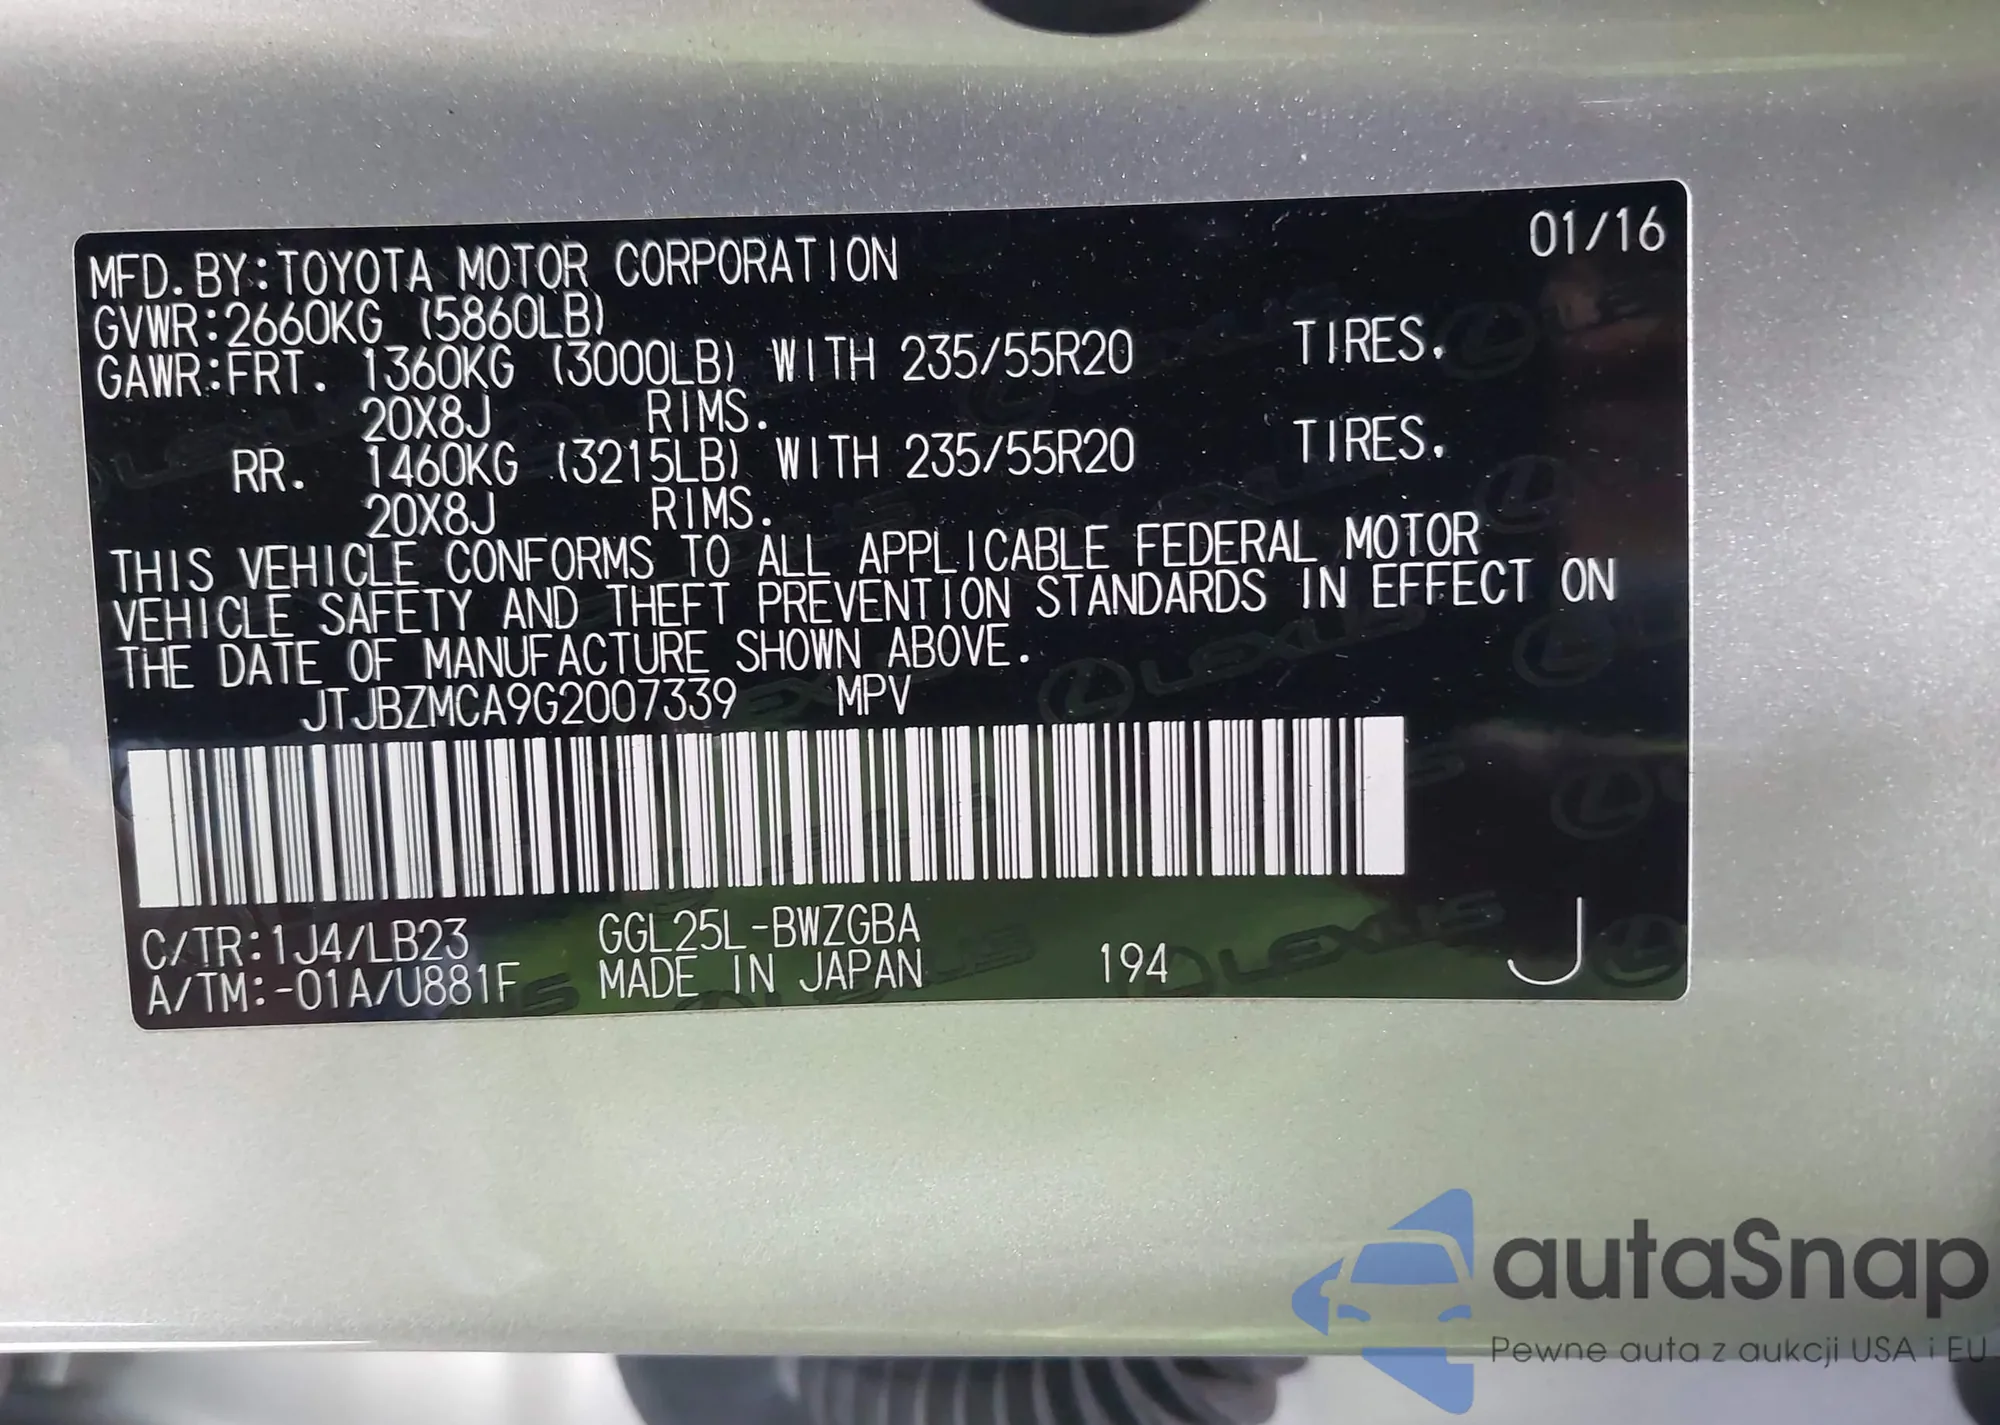 01/16
MFD. BY:TOYOTA MOTOR CORPORATION
GVWR:2660KG (5860LB)
GAWR:FRT. 1360KG (3000LB) WITH 235/55R20 TIRES.
20X8J RIMS.
RR. 1460KG (3215LB) WITH 235/55R20 TIRES.
20X8J RIMS.
THIS VEHICLE CONFORMS TO ALL APPLICABLE FEDERAL MOTOR
VEHICLE SAFETY AND THEFT PREVENTION STANDARDS IN EFFECT ON
THE DATE OF MANUFACTURE SHOWN ABOVE.
JTJBZMCA9G2007339 MPV
C/TR:1J4/LB23 GGL25L-BWZGBA
A/TM:-01A/U881F MADE IN JAPAN 194 J
LEXUS
autaSnap
Pewne auta z aukcji USA i EU